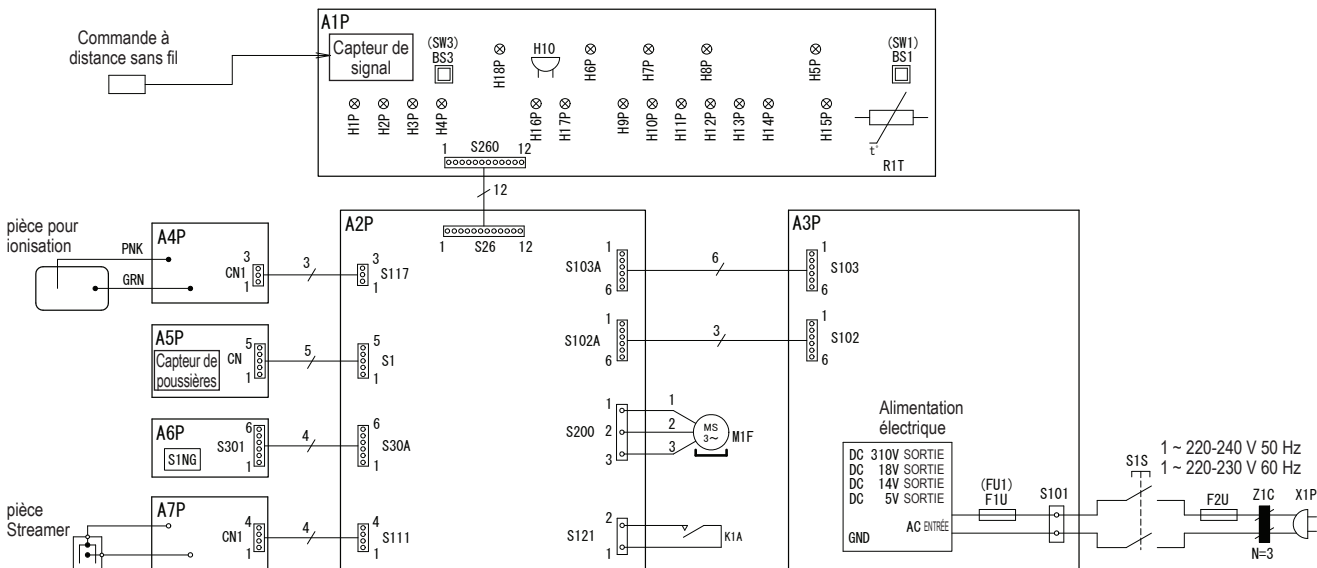 A1P
Commande à
distance sans fil
Capteur de
signal
(SW3)
BS3
H18P
H10
H6P
H7P
H8P
H5P
(SW1)
BS1
H1P
H2P
H3P
H4P
H16P
H17P
H9P
H10P
H11P
H12P
H13P
H14P
H15P
t°
R1T
1 S260 12
12
pièce pour
ionisation
PNK
GRN
A4P
3
CN1
1
3
A2P
1 S26 12
3
S117
1
1
S103A
6
6
A3P
1
S103
6
A5P
Capteur de
poussières
5
CN
1
5
5
S1
1
1
S102A
6
3
1
S102
6
A6P
S1NG
6
S301
1
4
6
S30A
1
1
S200 2
3
1
2
3
MS
3~
M1F
Alimentation
électrique
DC 310V SORTIE
DC 18V SORTIE
DC 14V SORTIE
DC 5V SORTIE
AC ENTRÉE
GND
(FU1)
F1U
S101
S1S
1 ~ 220-240 V 50 Hz
1 ~ 220-230 V 60 Hz
F2U
Z1C
X1P
N=3
pièce
Streamer
A7P
4
CN1
1
4
4
S111
1
2
S121
1
K1A